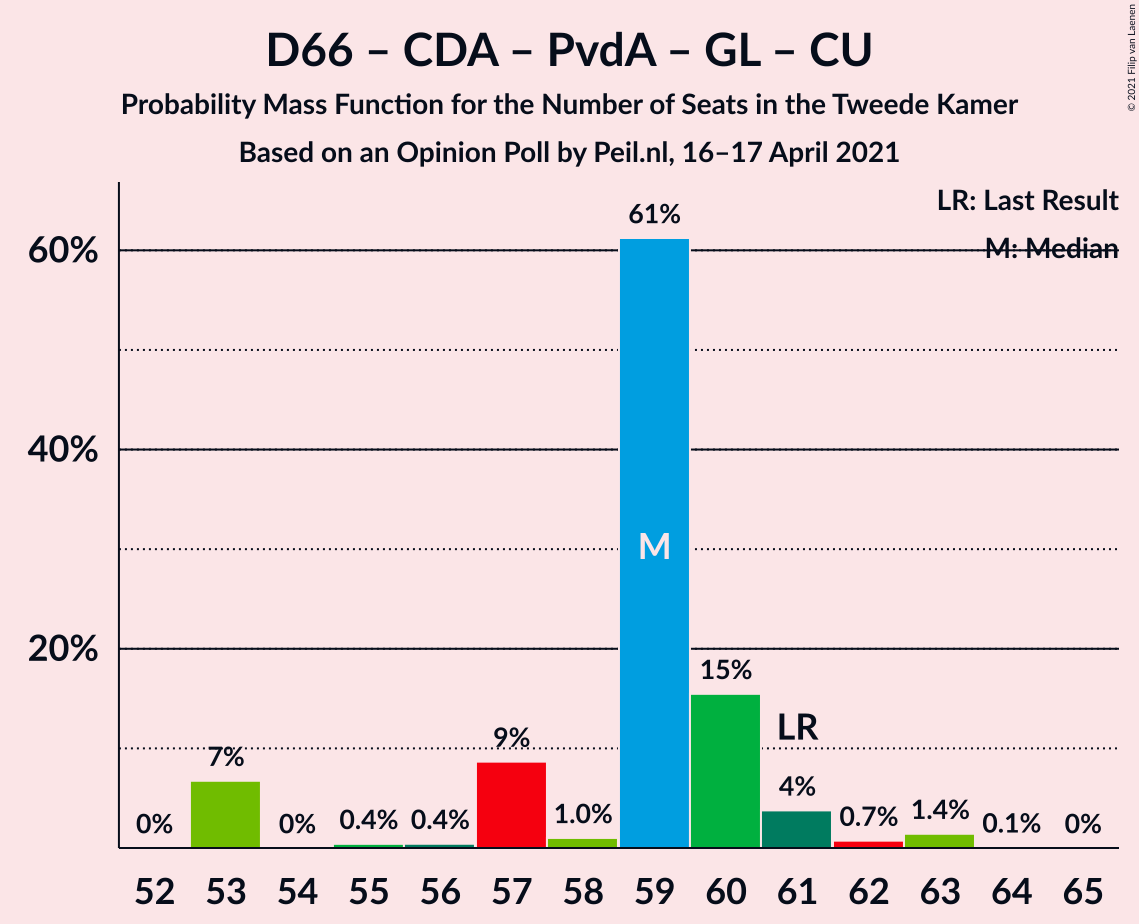 D66 – CDA – PvdA – GL – CU
Probability Mass Function for the Number of Seats in the Tweede Kamer
Based on an Opinion Poll by Peil.nl, 16–17 April 2021
© 2021 Filip van Laenen
LR: Last Result
M: Median
60%
40%
20%
0%
7%
0%
0.4%
0.4%
9%
1.0%
61%
M
15%
LR
4%
0.7%
1.4%
0.1%
0%
52 53 54 55 56 57 58 59 60 61 62 63 64 65